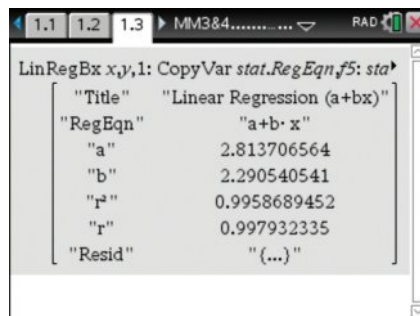 1.1 1.2 1.3 MM3&4........ ... RAD
LinRegBx x,y,1: CopyVar stat.RegEqn,f5: sta
"Title" "Linear Regression (a+bx)"
"RegEqn" "a+b· x"
"a" 2.813706564
"b" 2.290540541
"r²" 0.9958689452
"r" 0.997932335
"Resid" "{...}"